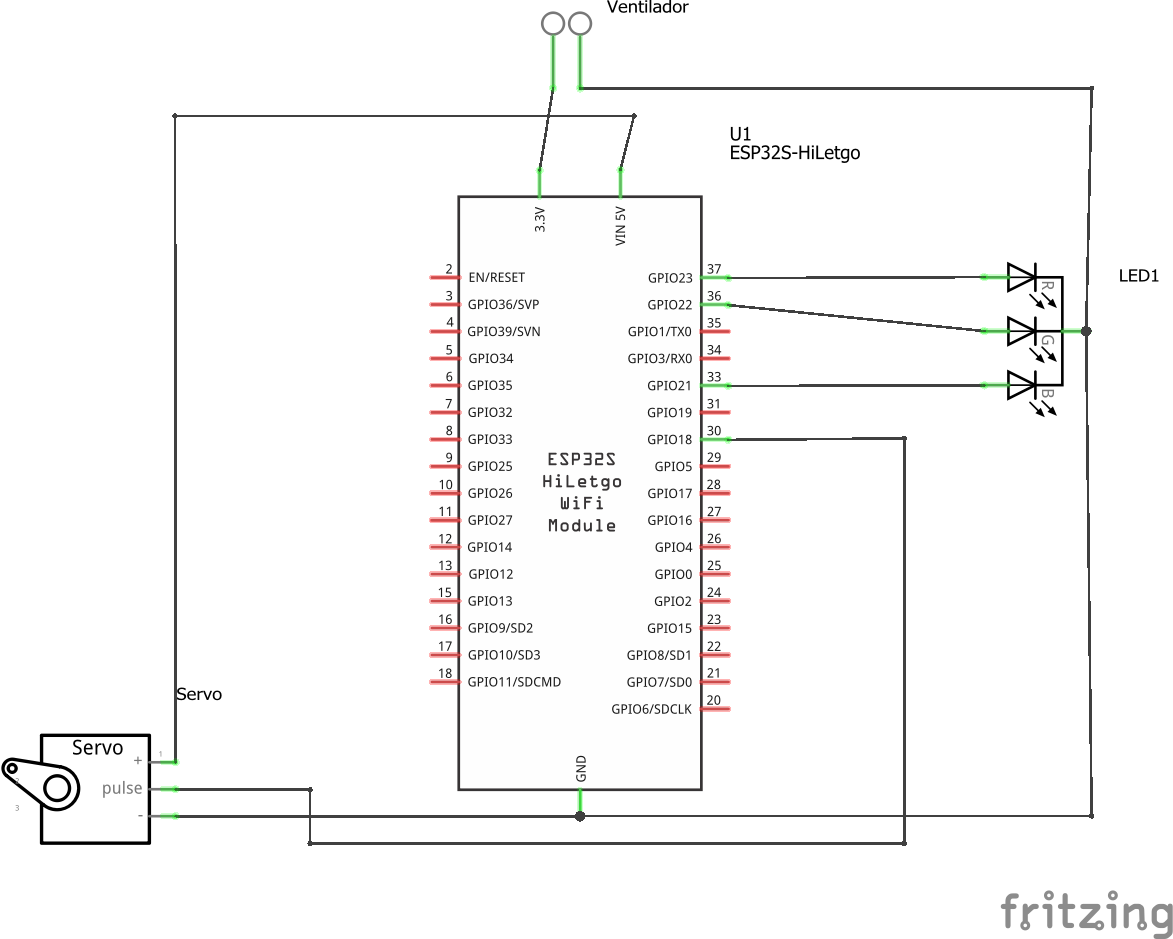 Ventilador
U1
ESP32S-HiLetgo
3.3V
VIN 5V
2 EN/RESET
3 GPIO36/SVP
4 GPIO39/SVN
5 GPIO34
6 GPIO35
7 GPIO32
8 GPIO33
9 GPIO25
10 GPIO26
11 GPIO27
12 GPIO14
13 GPIO12
15 GPIO13
16 GPIO9/SD2
17 GPIO10/SD3
18 GPIO11/SDCMD
GPIO23 37
GPIO22 36
GPIO1/TX0 35
GPIO3/RX0 34
GPIO21 33
GPIO19 31
GPIO18 30
GPIO5 29
GPIO17 28
GPIO16 27
GPIO4 26
GPIO0 25
GPIO2 24
GPIO15 23
GPIO8/SD1 22
GPIO7/SD0 21
GPIO6/SDCLK 20
ESP32S
HiLetgo
WiFi
Module
GND
LED1
R
G
B
Servo
Servo
+ 1
pulse
2
-
3
fritzing